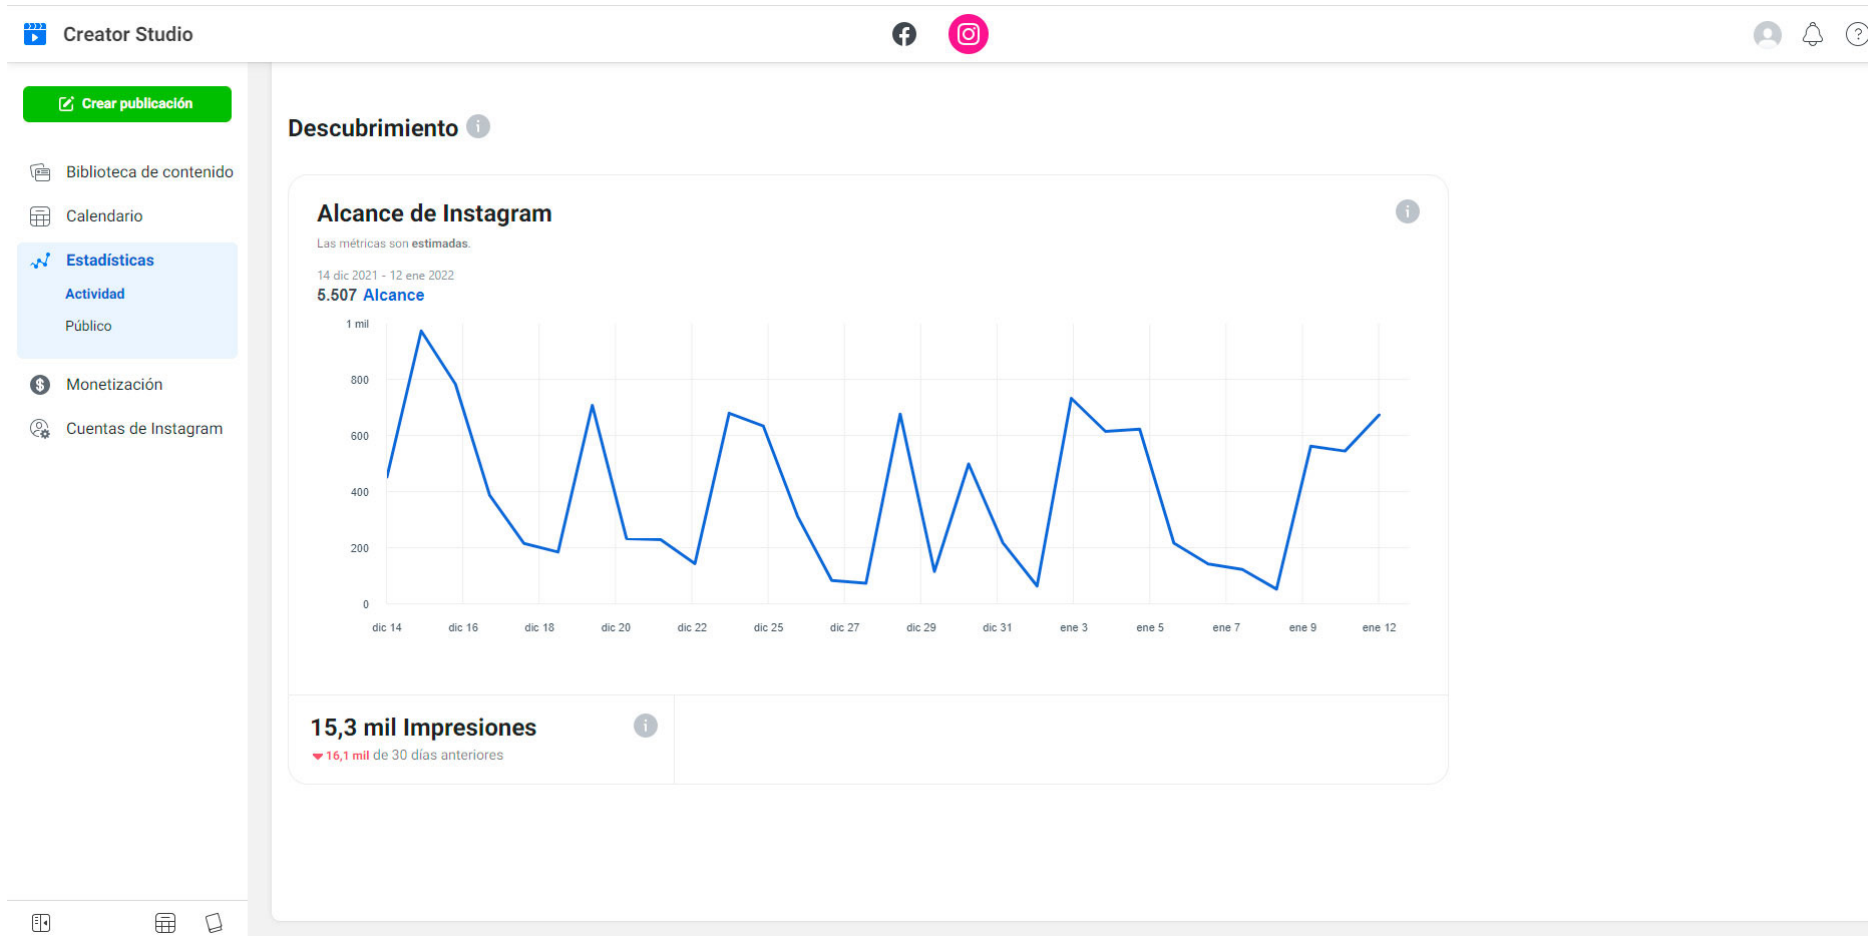 Creator Studio
Crear publicación
Biblioteca de contenido
Calendario
Estadísticas
Actividad
Público
Monetización
Cuentas de Instagram
Descubrimiento
Alcance de Instagram
Las métricas son estimadas.
14 dic 2021 - 12 ene 2022
5.507 Alcance
1 mil
800
600
400
200
0
dic 14 dic 16 dic 18 dic 20 dic 22 dic 25 dic 27 dic 29 dic 31 ene 3 ene 5 ene 7 ene 9 ene 12
15,3 mil Impresiones
16,1 mil de 30 días anteriores